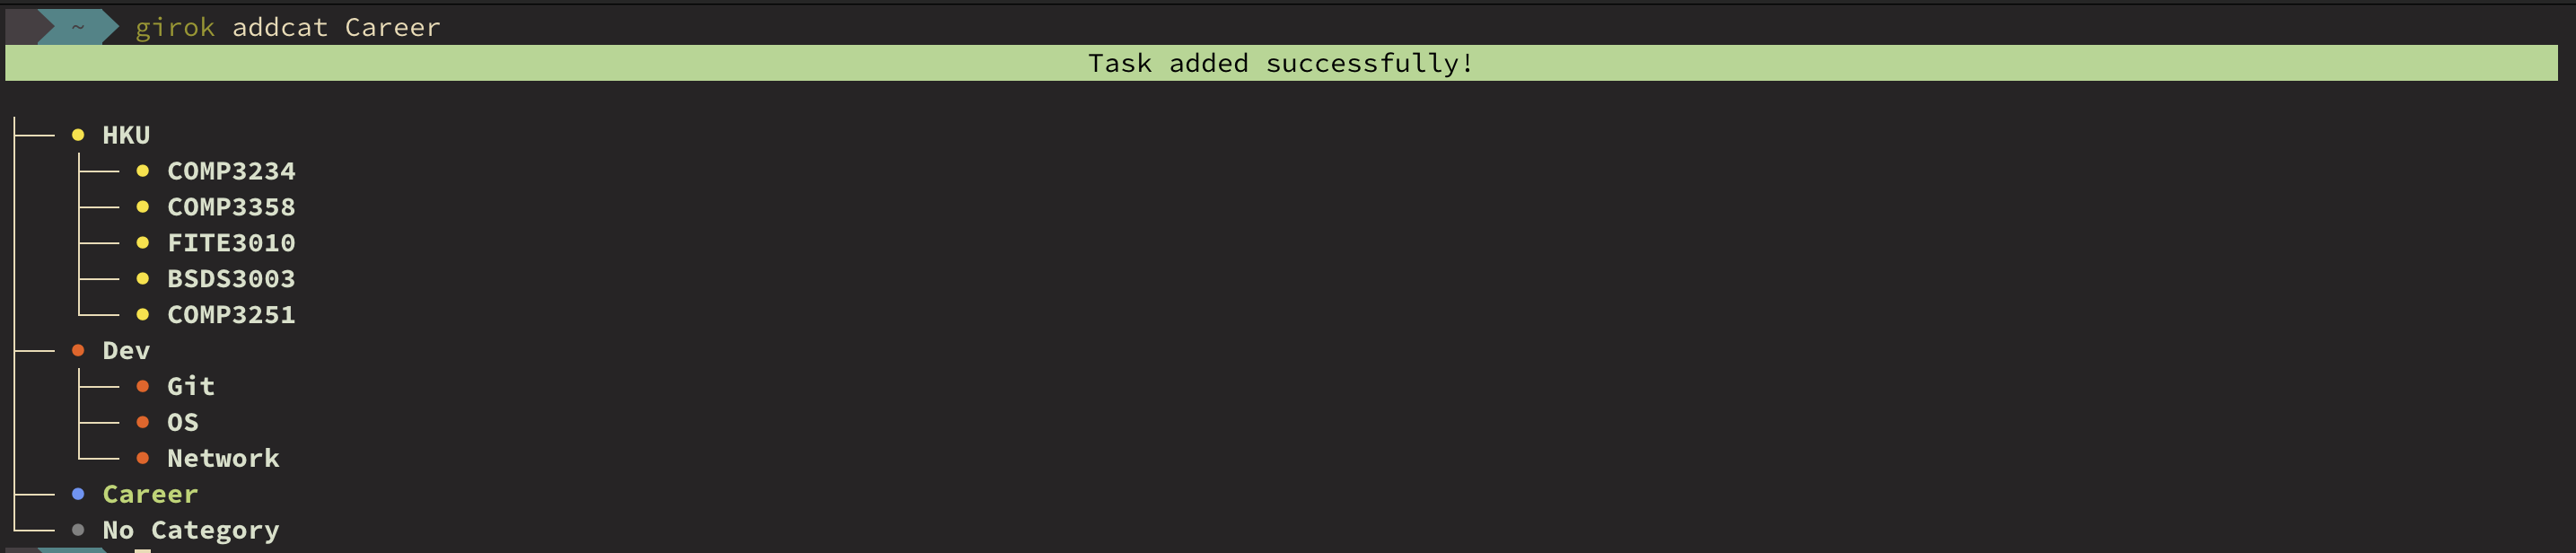 ~ girok addcat Career
Task added successfully!
HKU
COMP3234
COMP3358
FITE3010
BSDS3003
COMP3251
Dev
Git
OS
Network
Career
No Category